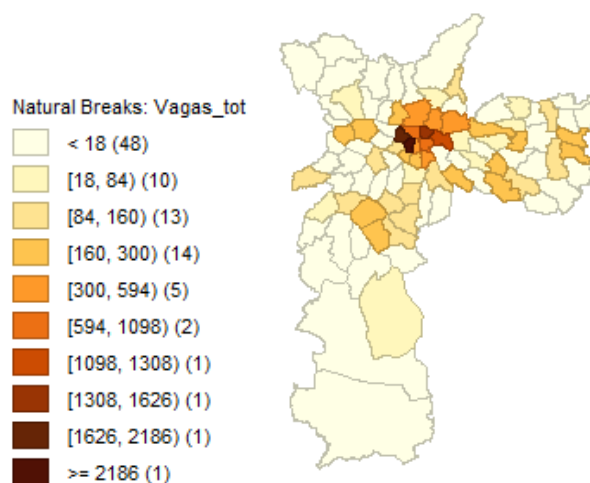 Natural Breaks: Vagas_tot
< 18 (48)
[18, 84) (10)
[84, 160) (13)
[160, 300) (14)
[300, 594) (5)
[594, 1098) (2)
[1098, 1308) (1)
[1308, 1626) (1)
[1626, 2186) (1)
>= 2186 (1)